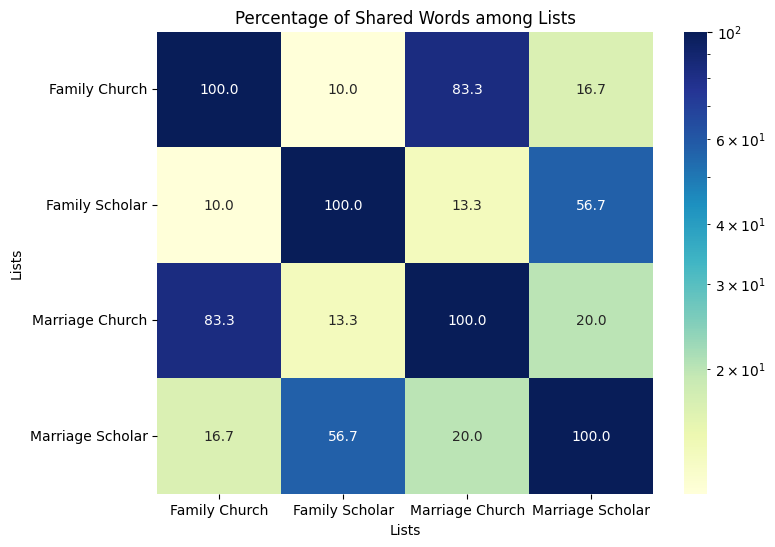 Percentage of Shared Words among Lists
Family Church 100.0 10.0 83.3 16.7
Family Scholar 10.0 100.0 13.3 56.7
Marriage Church 83.3 13.3 100.0 20.0
Marriage Scholar 16.7 56.7 20.0 100.0
Family Church Family Scholar Marriage Church Marriage Scholar
Lists
Lists
10²
6 × 10¹
4 × 10¹
3 × 10¹
2 × 10¹